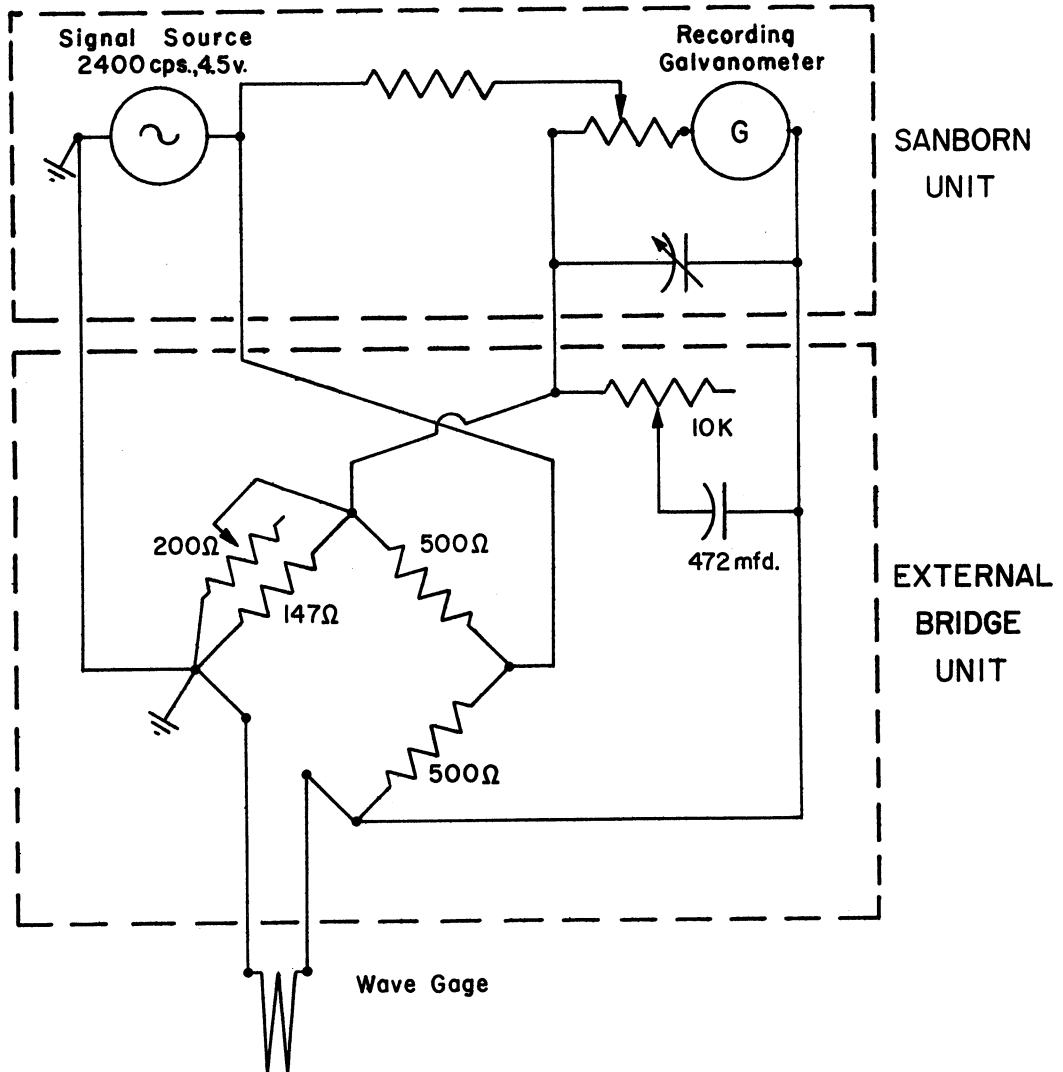 Signal Source
2400 cps., 4.5v.
Recording
Galvanometer
G
SANBORN
UNIT
10K
200Ω
500Ω
472 mfd.
147Ω
EXTERNAL
BRIDGE
UNIT
500Ω
Wave Gage